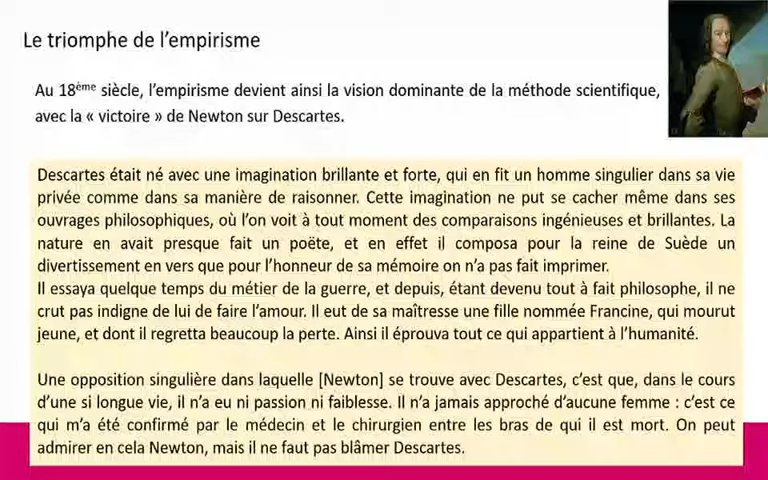 Le triomphe de l’empirisme
Au 18ème siècle, l’empirisme devient ainsi la vision dominante de la méthode scientifique,
avec la « victoire » de Newton sur Descartes.
Descartes était né avec une imagination brillante et forte, qui en fit un homme singulier dans sa vie
privée comme dans sa manière de raisonner. Cette imagination ne put se cacher même dans ses
ouvrages philosophiques, où l’on voit à tout moment des comparaisons ingénieuses et brillantes. La
nature en avait presque fait un poëte, et en effet il composa pour la reine de Suède un
divertissement en vers que pour l’honneur de sa mémoire on n’a pas fait imprimer.
Il essaya quelque temps du métier de la guerre, et depuis, étant devenu tout à fait philosophe, il ne
crut pas indigne de lui de faire l’amour. Il eut de sa maîtresse une fille nommée Francine, qui mourut
jeune, et dont il regretta beaucoup la perte. Ainsi il éprouva tout ce qui appartient à l’humanité.
Une opposition singulière dans laquelle [Newton] se trouve avec Descartes, c’est que, dans le cours
d’une si longue vie, il n’a eu ni passion ni faiblesse. Il n’a jamais approché d’aucune femme : c’est ce
qui m’a été confirmé par le médecin et le chirurgien entre les bras de qui il est mort. On peut
admirer en cela Newton, mais il ne faut pas blâmer Descartes.